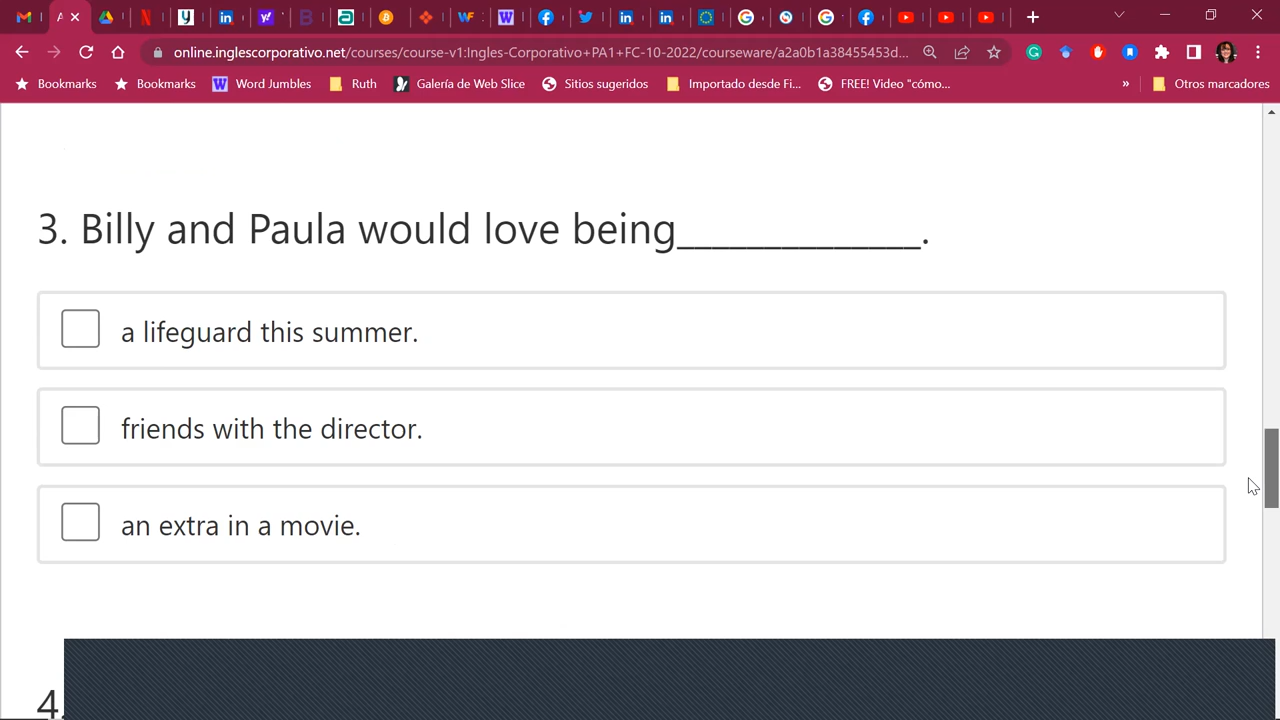 A
online.inglescorporativo.net/courses/course-v1:Ingles-Corporativo+PA1+FC-10-2022/courseware/a2a0b1a38455453d...
Bookmarks
Bookmarks
Word Jumbles
Ruth
Galería de Web Slice
Sitios sugeridos
Importado desde Fi...
FREE! Video "cómo...
»
Otros marcadores
3. Billy and Paula would love being______________.
a lifeguard this summer.
friends with the director.
an extra in a movie.
4.